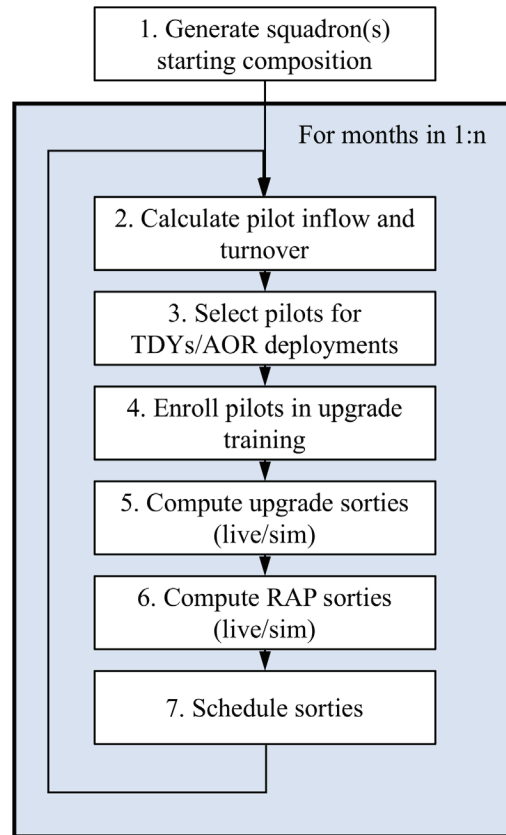 1. Generate squadron(s)
starting composition
For months in 1:n
2. Calculate pilot inflow and
turnover
3. Select pilots for
TDYs/AOR deployments
4. Enroll pilots in upgrade
training
5. Compute upgrade sorties
(live/sim)
6. Compute RAP sorties
(live/sim)
7. Schedule sorties